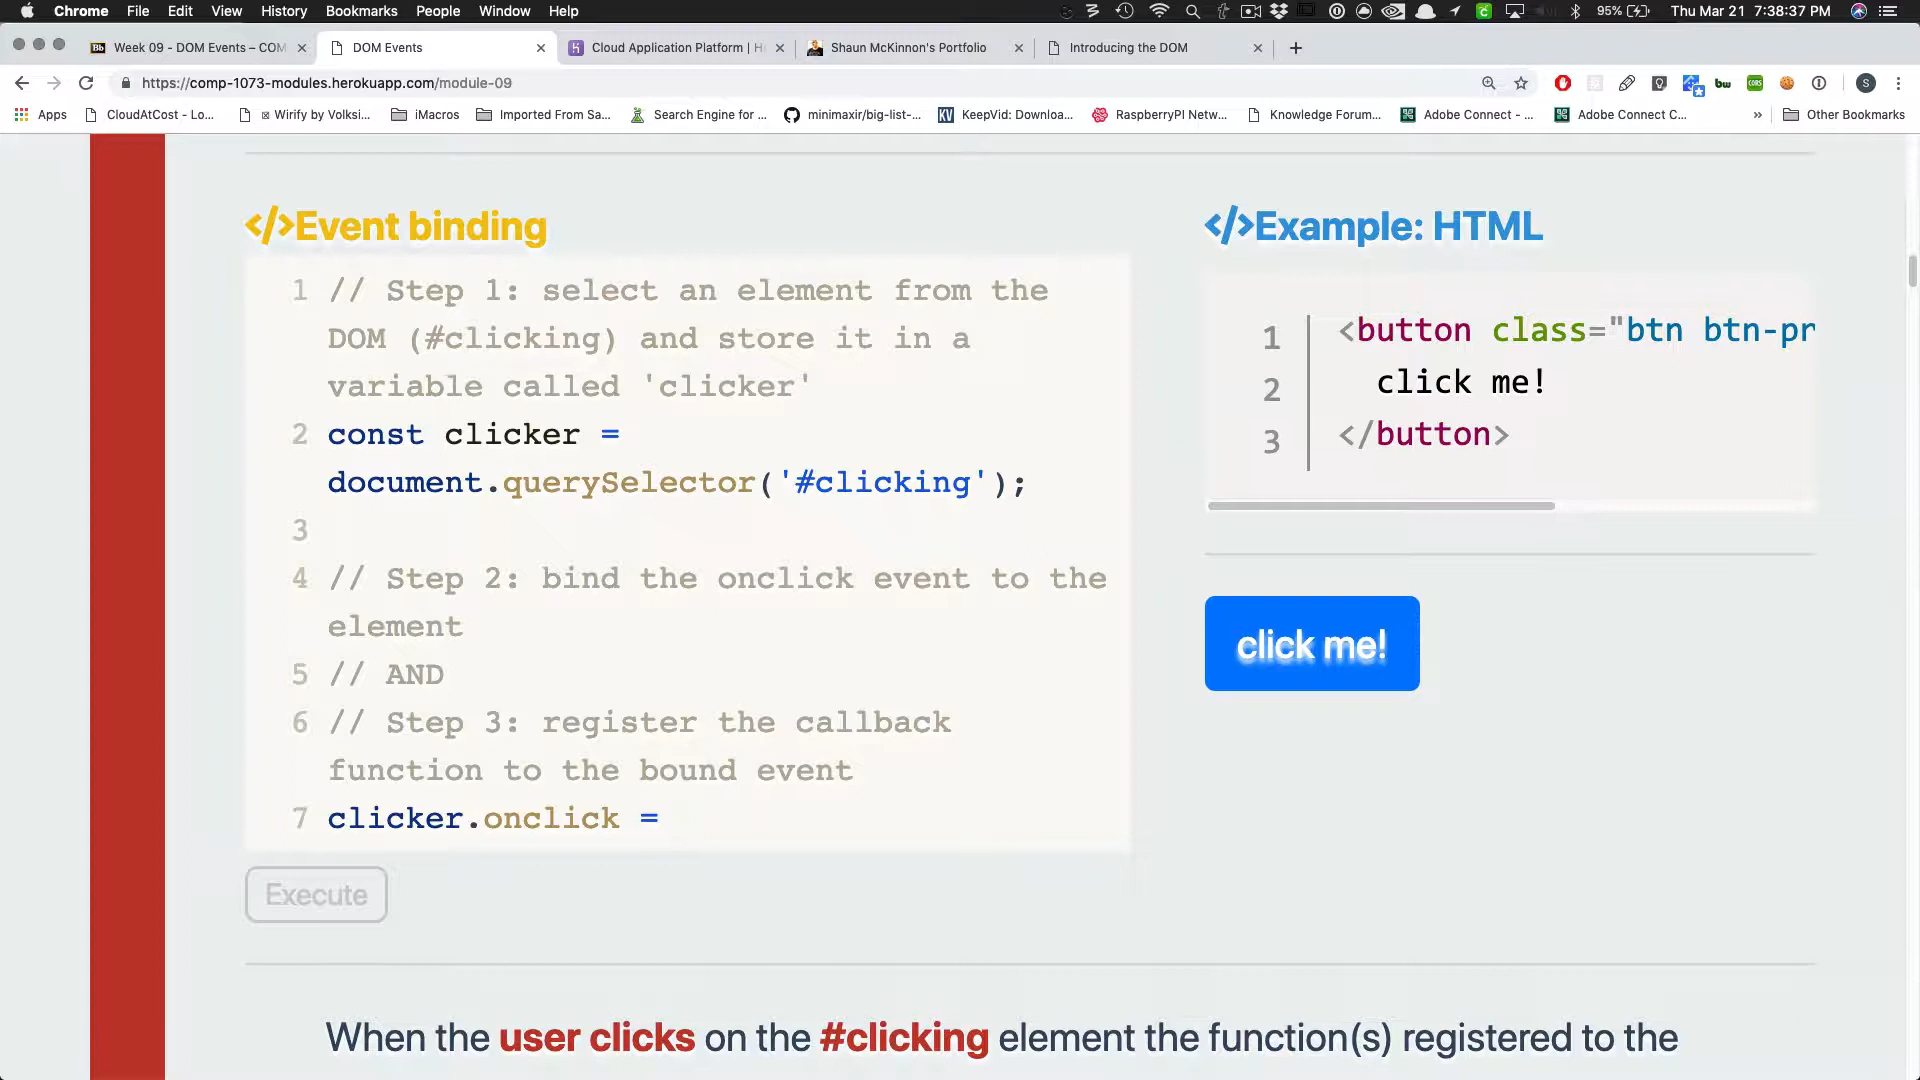 Chrome File Edit View History Bookmarks People Window Help 95% Thu Mar 21 7:38:37 PM
Week 09 - DOM Events – COM
DOM Events
Cloud Application Platform | H
Shaun McKinnon's Portfolio
Introducing the DOM
https://comp-1073-modules.herokuapp.com/module-09
Apps CloudAtCost - Lo... Wirify by Volksi... iMacros Imported From Sa... Search Engine for ... minimaxir/big-list-... KeepVid: Downloa... RaspberryPI Netw... Knowledge Forum... Adobe Connect - ... Adobe Connect C... » Other Bookmarks
</>Event binding
1 // Step 1: select an element from the
DOM (#clicking) and store it in a
variable called 'clicker'
2 const clicker =
document.querySelector('#clicking');
3
4 // Step 2: bind the onclick event to the
element
5 // AND
6 // Step 3: register the callback
function to the bound event
7 clicker.onclick =
Execute
</>Example: HTML
1 <button class="btn btn-pr
2 click me!
3 </button>
click me!
When the user clicks on the #clicking element the function(s) registered to the